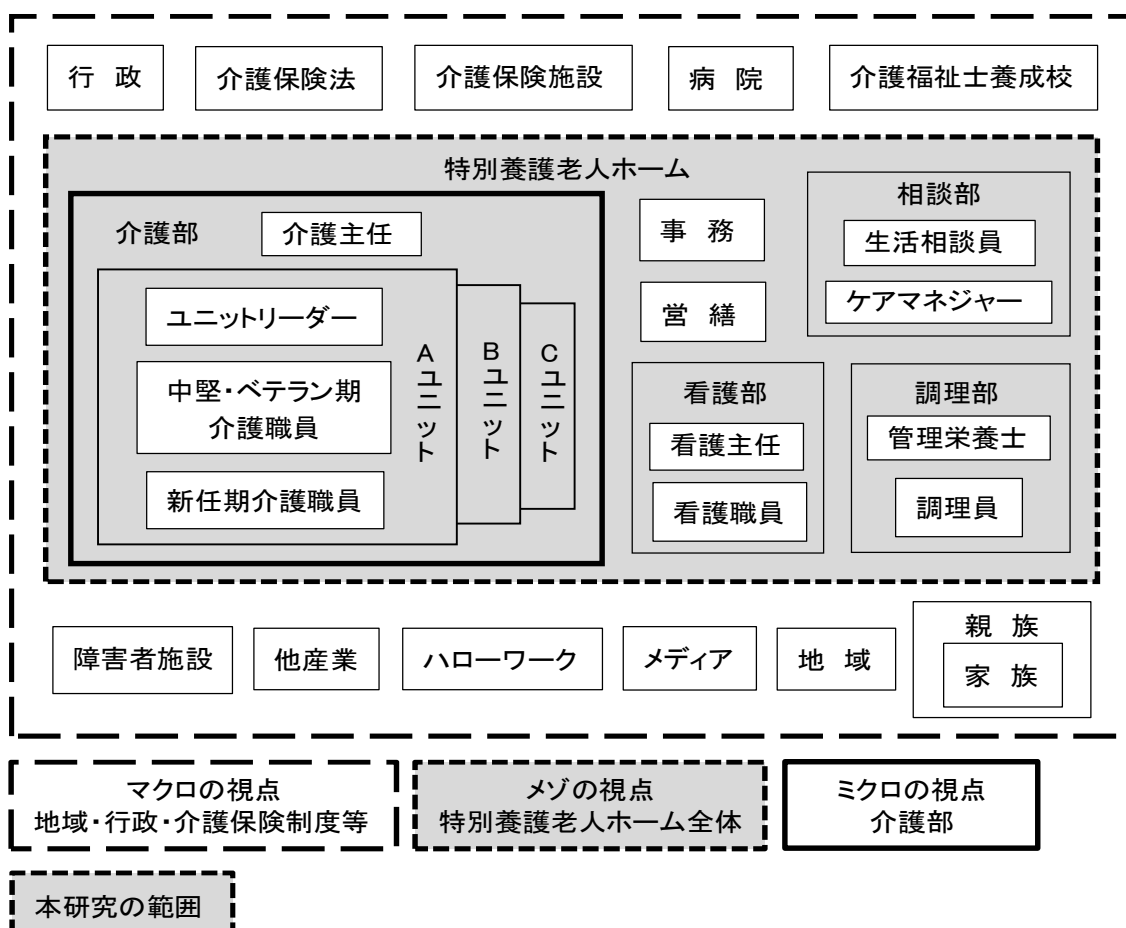 行 政
介護保険法
介護保険施設
病 院
介護福祉士養成校
特別養護老人ホーム
介護部
介護主任
ユニットリーダー
中堅・ベテラン期
介護職員
新任期介護職員
Aユニット
Bユニット
Cユニット
事 務
営 繕
相談部
生活相談員
ケアマネジャー
看護部
看護主任
看護職員
調理部
管理栄養士
調理員
障害者施設
他産業
ハローワーク
メディア
地 域
親 族
家 族
マクロの視点
地域・行政・介護保険制度等
メゾの視点
特別養護老人ホーム全体
ミクロの視点
介護部
本研究の範囲